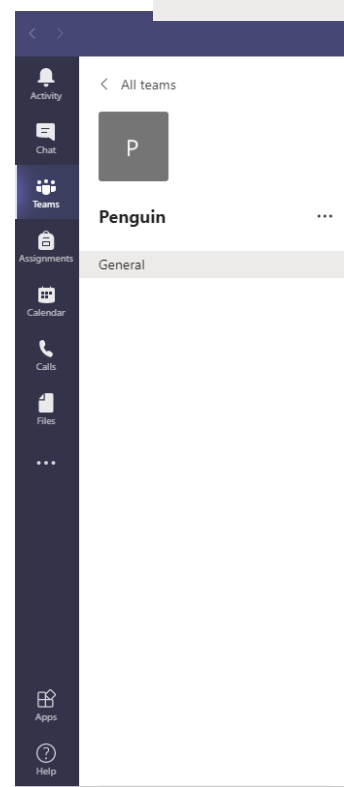 Activity
Chat
Teams
Assignments
Calendar
Calls
Files
Apps
Help
All teams
P
Penguin
General